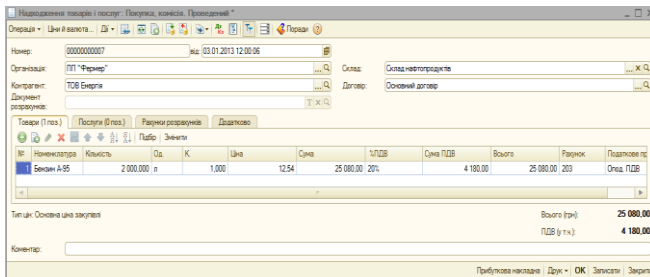 Надходження товарів і послуг: Покупка, комісія. Проведений *
Операція Ціни й валюта... Дії Поради
Номер: 00000000007 від: 03.01.2013 12:00:06
Організація: ПП "Фермер" Склад: Склад нафтопродуктів
Контрагент: ТОВ Енергія Договір: Основний договір
Документ
розрахунків:
Товари (1 поз.) Послуги (0 поз.) Рахунки розрахунків Додатково
Підбір Змінити
№ Номенклатура Кількість Од. К. Ціна Сума %ПДВ Сума ПДВ Всього Рахунок Податкове пр
1 Бензин А-95 2 000,000 л 1,000 12,54 25 080,00 20% 4 180,00 25 080,00 203 Опод. ПДВ
Тип цін: Основна ціна закупівлі Всього (грн): 25 080,00
ПДВ (у т.ч.): 4 180,00
Коментар:
Прибуткова накладна Друк OK Записати Закрити